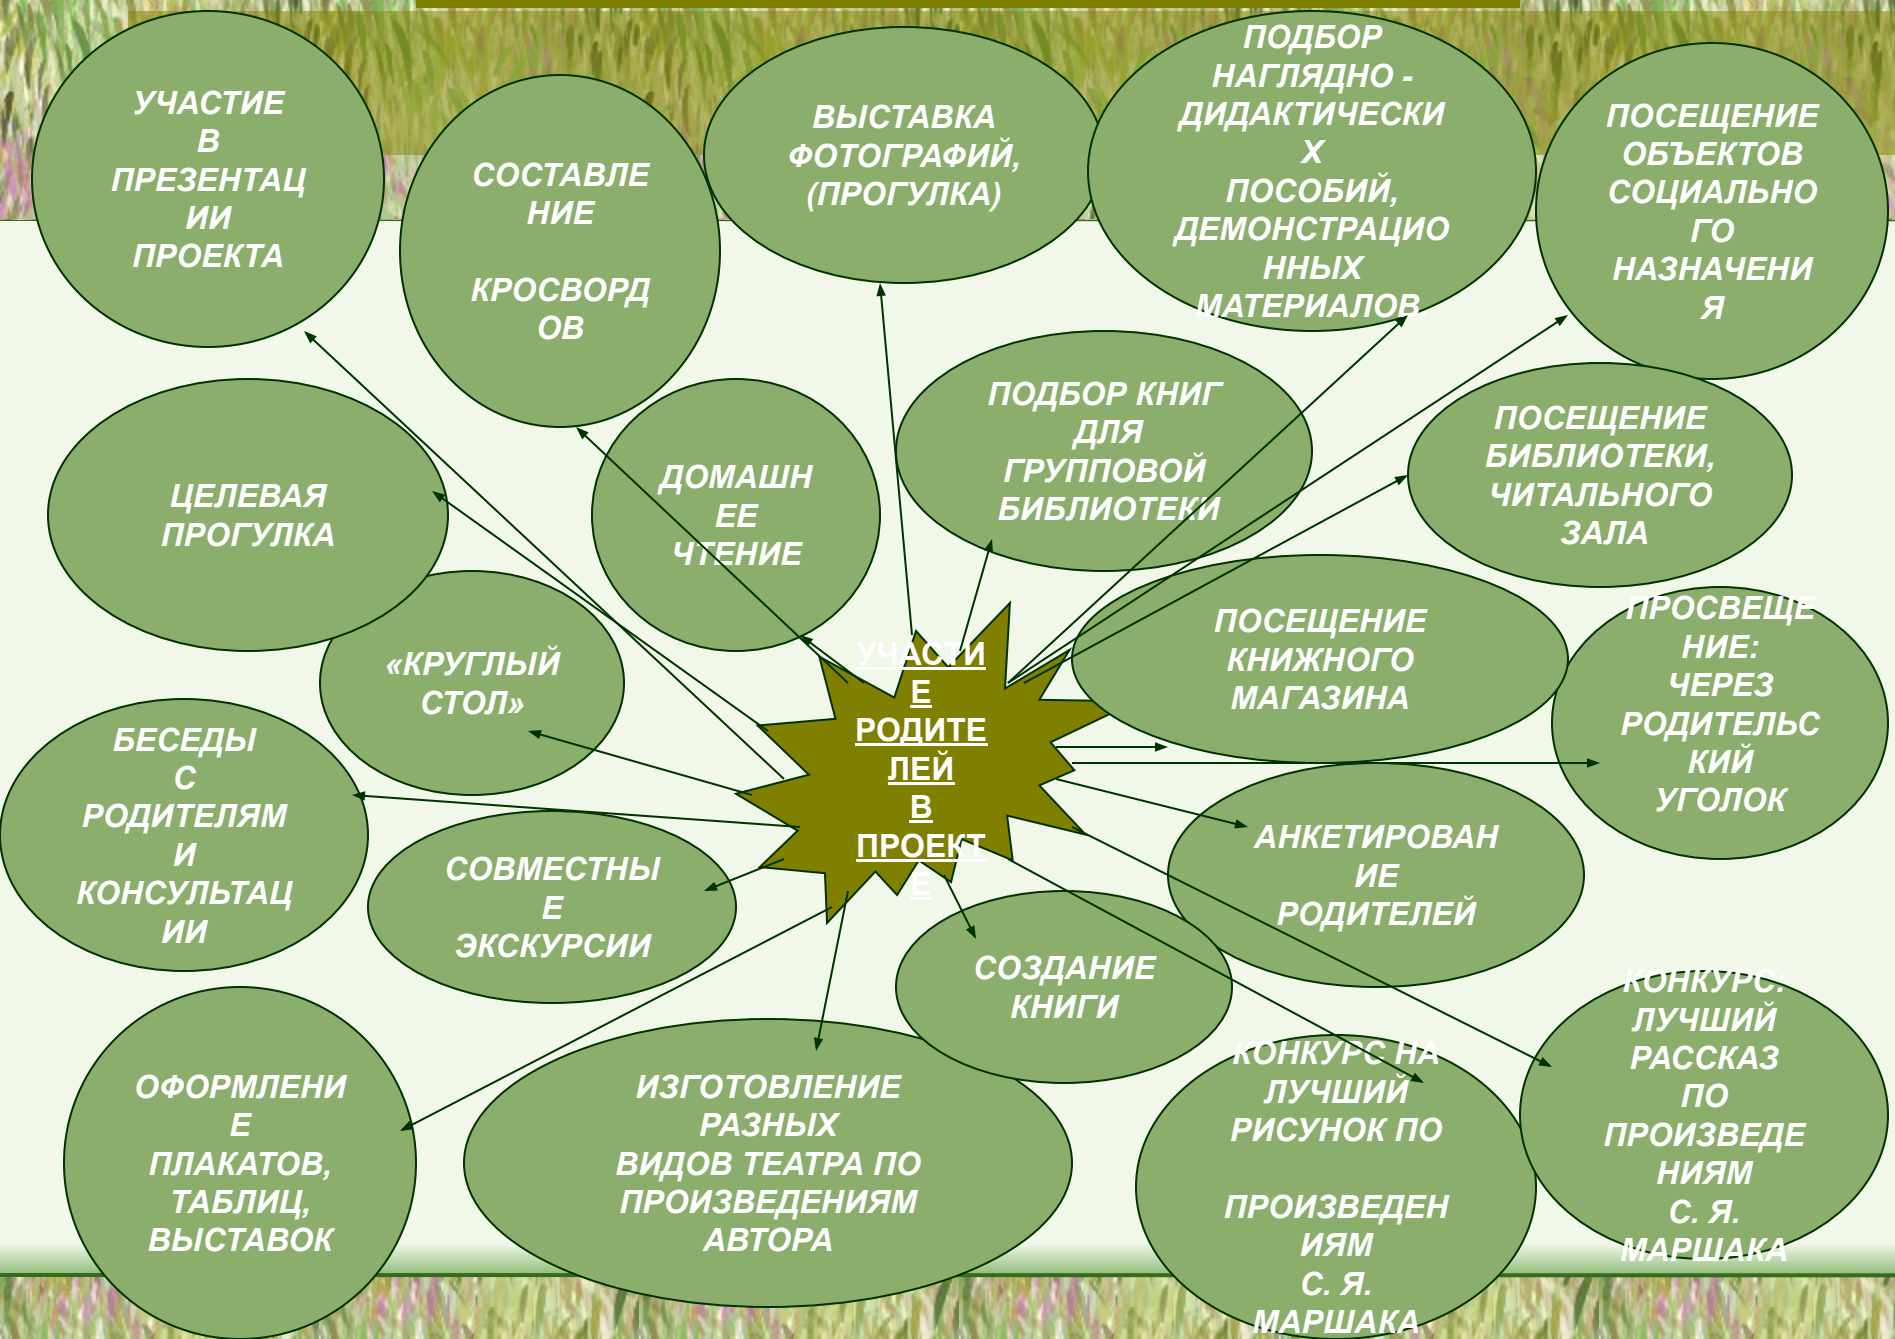 УЧАСТИЕ
В
ПРЕЗЕНТАЦ
ИИ
ПРОЕКТА
СОСТАВЛЕ
НИЕ
КРОСВОРД
ОВ
ВЫСТАВКА
ФОТОГРАФИЙ,
(ПРОГУЛКА)
ПОДБОР
НАГЛЯДНО -
ДИДАКТИЧЕСКИ
Х
ПОСОБИЙ,
ДЕМОНСТРАЦИО
ННЫХ
МАТЕРИАЛОВ.
ПОСЕЩЕНИЕ
ОБЪЕКТОВ
СОЦИАЛЬНО
ГО
НАЗНАЧЕНИ
Я
ЦЕЛЕВАЯ
ПРОГУЛКА
ДОМАШН
ЕЕ
ЧТЕНИЕ
ПОДБОР КНИГ
ДЛЯ
ГРУППОВОЙ
БИБЛИОТЕКИ
ПОСЕЩЕНИЕ
БИБЛИОТЕКИ,
ЧИТАЛЬНОГО
ЗАЛА
«КРУГЛЫЙ
СТОЛ»
УЧАСТИ
Е
РОДИТЕ
ЛЕЙ
В
ПРОЕКТ
Е
ПОСЕЩЕНИЕ
КНИЖНОГО
МАГАЗИНА
ПРОСВЕЩЕ
НИЕ:
ЧЕРЕЗ
РОДИТЕЛЬС
КИЙ
УГОЛОК
БЕСЕДЫ
С
РОДИТЕЛЯМ
И
КОНСУЛЬТАЦ
ИИ
СОВМЕСТНЫ
Е
ЭКСКУРСИИ
АНКЕТИРОВАН
ИЕ
РОДИТЕЛЕЙ
СОЗДАНИЕ
КНИГИ
ОФОРМЛЕНИ
Е
ПЛАКАТОВ,
ТАБЛИЦ,
ВЫСТАВОК
ИЗГОТОВЛЕНИЕ
РАЗНЫХ
ВИДОВ ТЕАТРА ПО
ПРОИЗВЕДЕНИЯМ
АВТОРА
КОНКУРС НА
ЛУЧШИЙ
РИСУНОК ПО
ПРОИЗВЕДЕН
ИЯМ
С. Я.
МАРШАКА
КОНКУРС:
ЛУЧШИЙ
РАССКАЗ
ПО
ПРОИЗВЕДЕ
НИЯМ
С. Я.
МАРШАКА